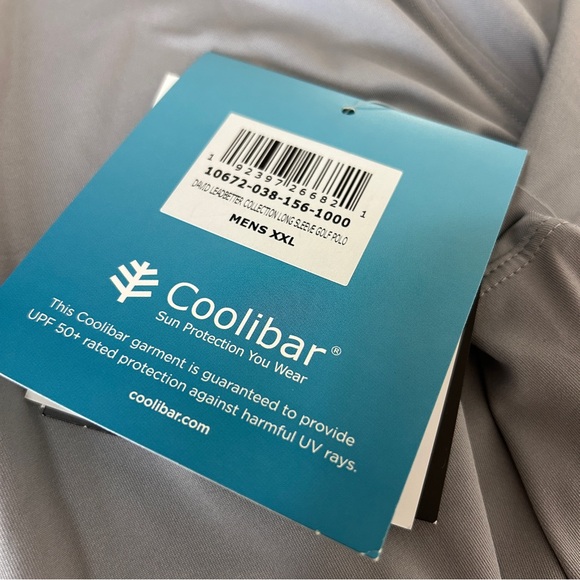 1 92397 26682 1
10672-038-156-1000
DAVID LEADBETTER COLLECTION LONG SLEEVE GOLF POLO
MENS XXL
Coolibar®
Sun Protection You Wear
This Coolibar garment is guaranteed to provide
UPF 50+ rated protection against harmful UV rays.
coolibar.com